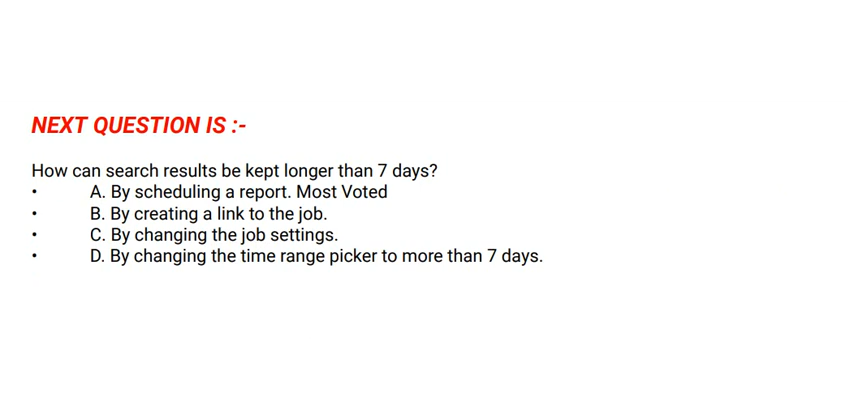 NEXT QUESTION IS :-
How can search results be kept longer than 7 days?
• A. By scheduling a report. Most Voted
• B. By creating a link to the job.
• C. By changing the job settings.
• D. By changing the time range picker to more than 7 days.